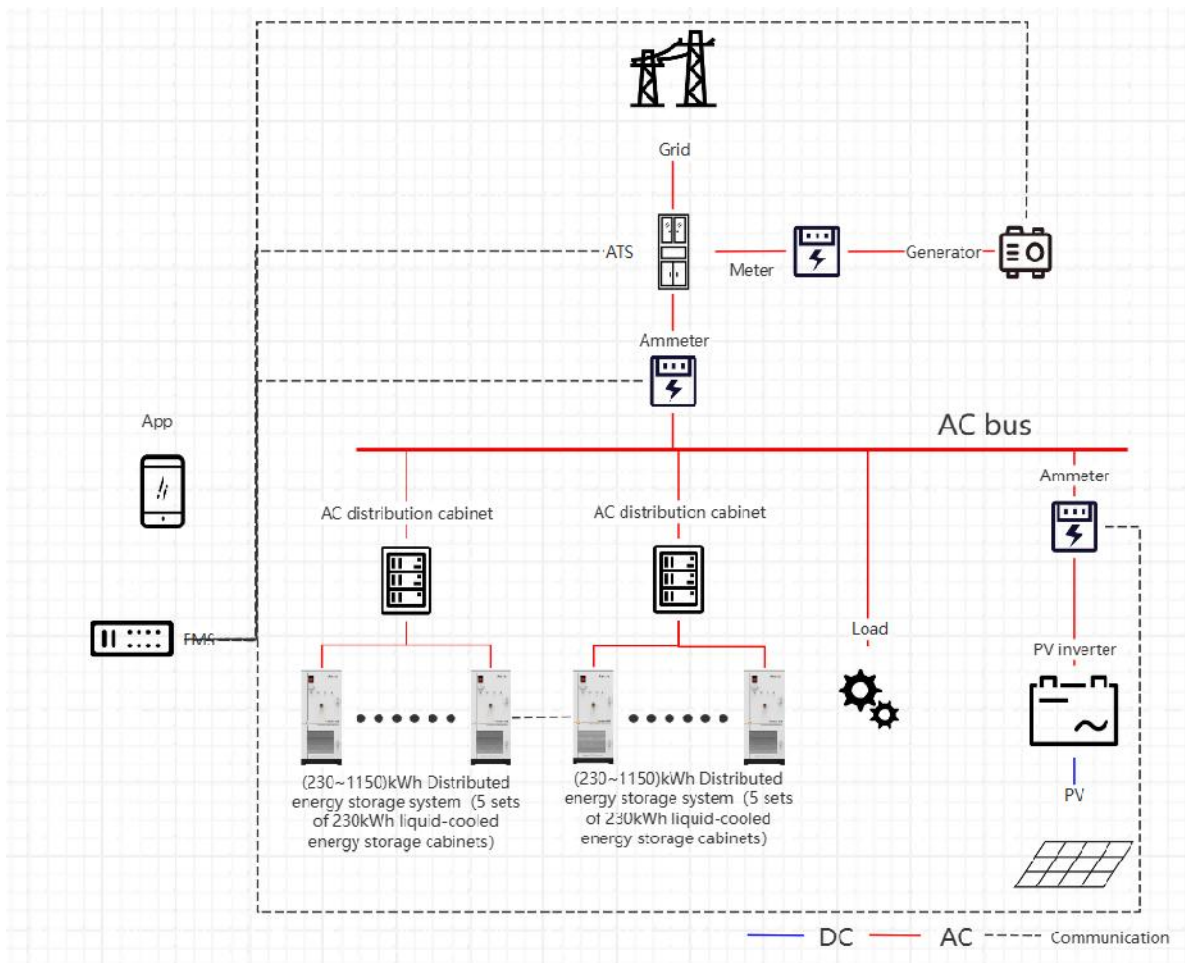 Grid
ATS
Meter
Generator
Ammeter
AC bus
App
Ammeter
AC distribution cabinet
AC distribution cabinet
EMS
Load
PV inverter
(230~1150)kWh Distributed
energy storage system (5 sets
of 230kWh liquid-cooled
energy storage cabinets)
(230~1150)kWh Distributed
energy storage system (5 sets
of 230kWh liquid-cooled
energy storage cabinets)
PV
DC
AC
Communication